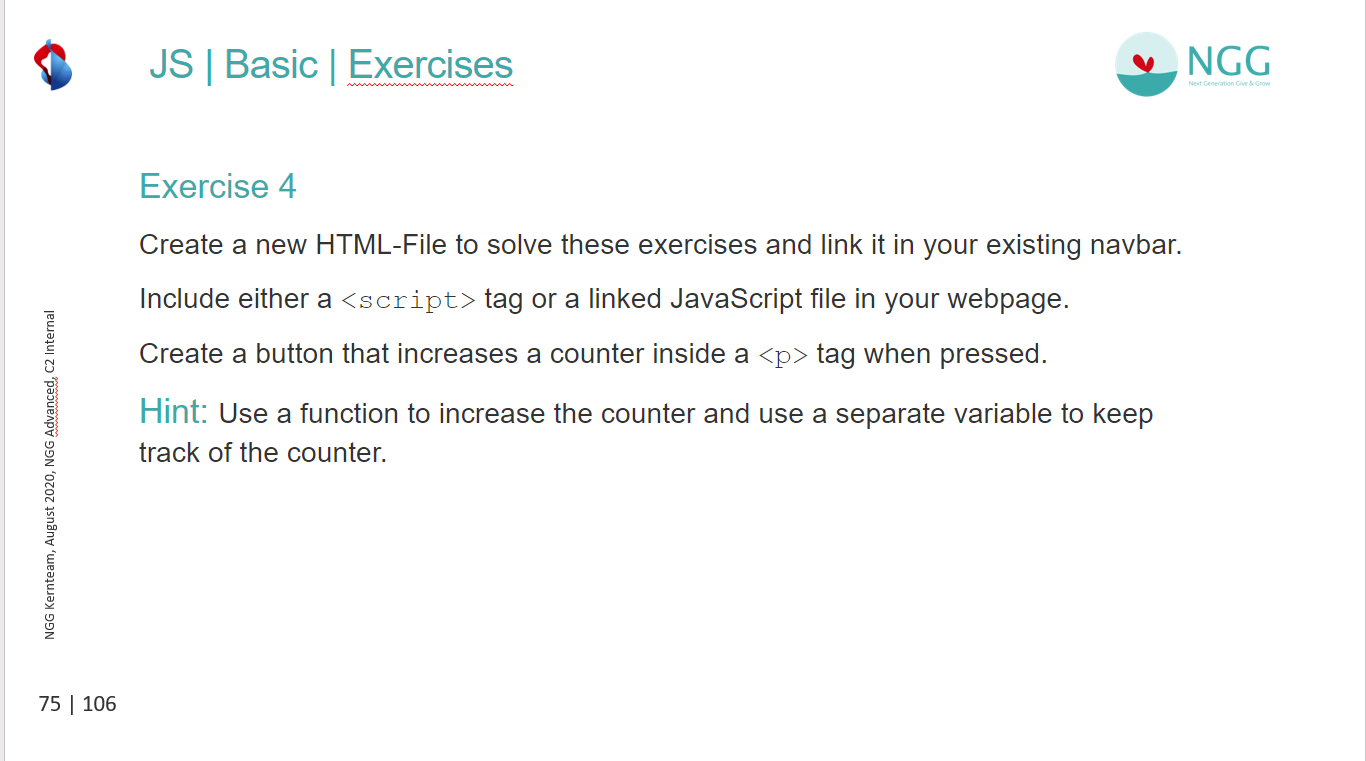 JS | Basic | Exercises
NGG
Next Generation Give & Grow
Exercise 4
Create a new HTML-File to solve these exercises and link it in your existing navbar.
Include either a <script> tag or a linked JavaScript file in your webpage.
Create a button that increases a counter inside a <p> tag when pressed.
Hint: Use a function to increase the counter and use a separate variable to keep
track of the counter.
NGG Kernteam, August 2020, NGG Advanced, C2 Internal
75 | 106